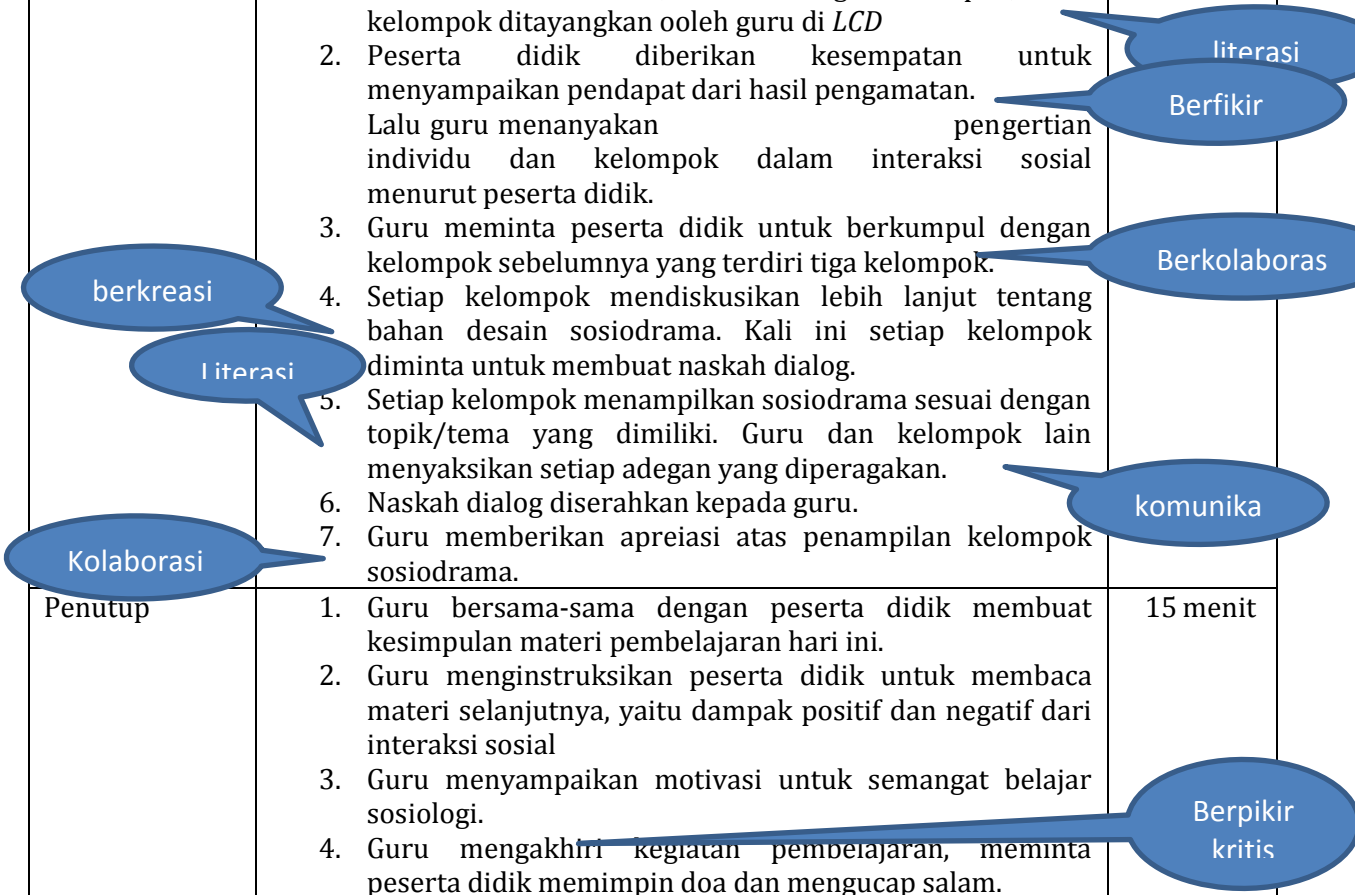 kelompok ditayangkan ooleh guru di LCD
literasi
2. Peserta didik diberikan kesempatan untuk
menyampaikan pendapat dari hasil pengamatan.
Berfikir
Lalu guru menanyakan pengertian
individu dan kelompok dalam interaksi sosial
menurut peserta didik.
3. Guru meminta peserta didik untuk berkumpul dengan
kelompok sebelumnya yang terdiri tiga kelompok.
Berkolaboras
berkreasi
4. Setiap kelompok mendiskusikan lebih lanjut tentang
bahan desain sosiodrama. Kali ini setiap kelompok
diminta untuk membuat naskah dialog.
Literasi
5. Setiap kelompok menampilkan sosiodrama sesuai dengan
topik/tema yang dimiliki. Guru dan kelompok lain
menyaksikan setiap adegan yang diperagakan.
6. Naskah dialog diserahkan kepada guru.
komunika
7. Guru memberikan apreiasi atas penampilan kelompok
sosiodrama.
Kolaborasi
Penutup
1. Guru bersama-sama dengan peserta didik membuat
kesimpulan materi pembelajaran hari ini.
15 menit
2. Guru menginstruksikan peserta didik untuk membaca
materi selanjutnya, yaitu dampak positif dan negatif dari
interaksi sosial
3. Guru menyampaikan motivasi untuk semangat belajar
sosiologi.
Berpikir
kritis
4. Guru mengakhiri kegiatan pembelajaran, meminta
peserta didik memimpin doa dan mengucap salam.